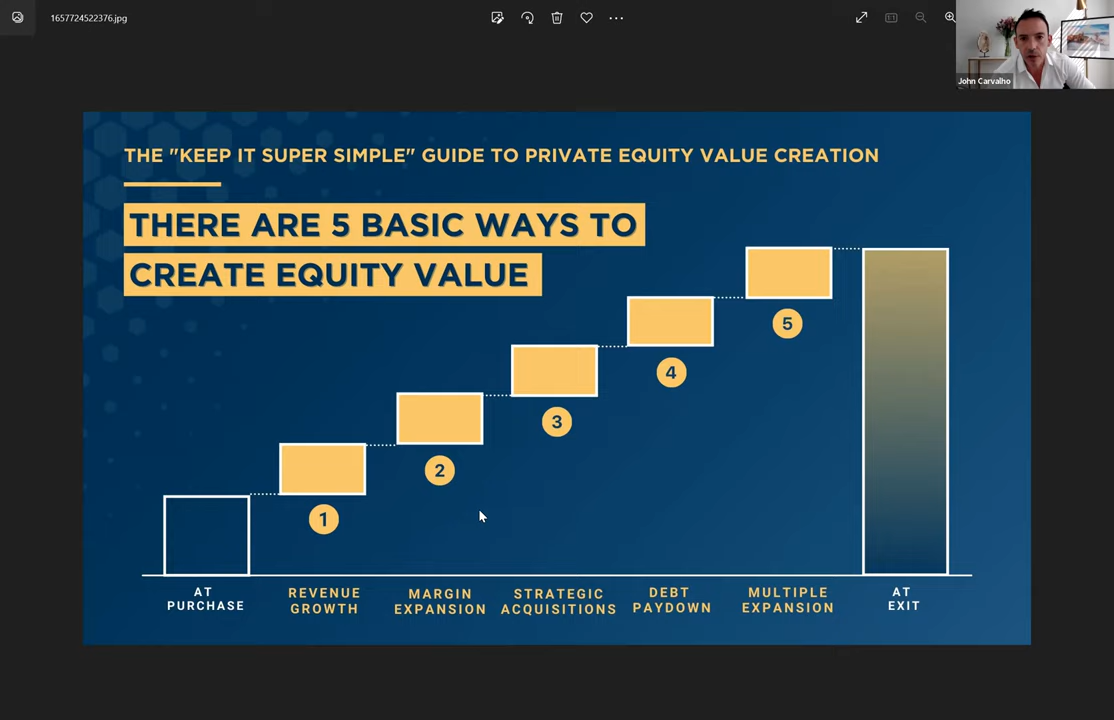 1657724522376.jpg
John Carvalho
THE "KEEP IT SUPER SIMPLE" GUIDE TO PRIVATE EQUITY VALUE CREATION
THERE ARE 5 BASIC WAYS TO
CREATE EQUITY VALUE
5
4
3
2
1
AT
PURCHASE
REVENUE
GROWTH
MARGIN
EXPANSION
STRATEGIC
ACQUISITIONS
DEBT
PAYDOWN
MULTIPLE
EXPANSION
AT
EXIT